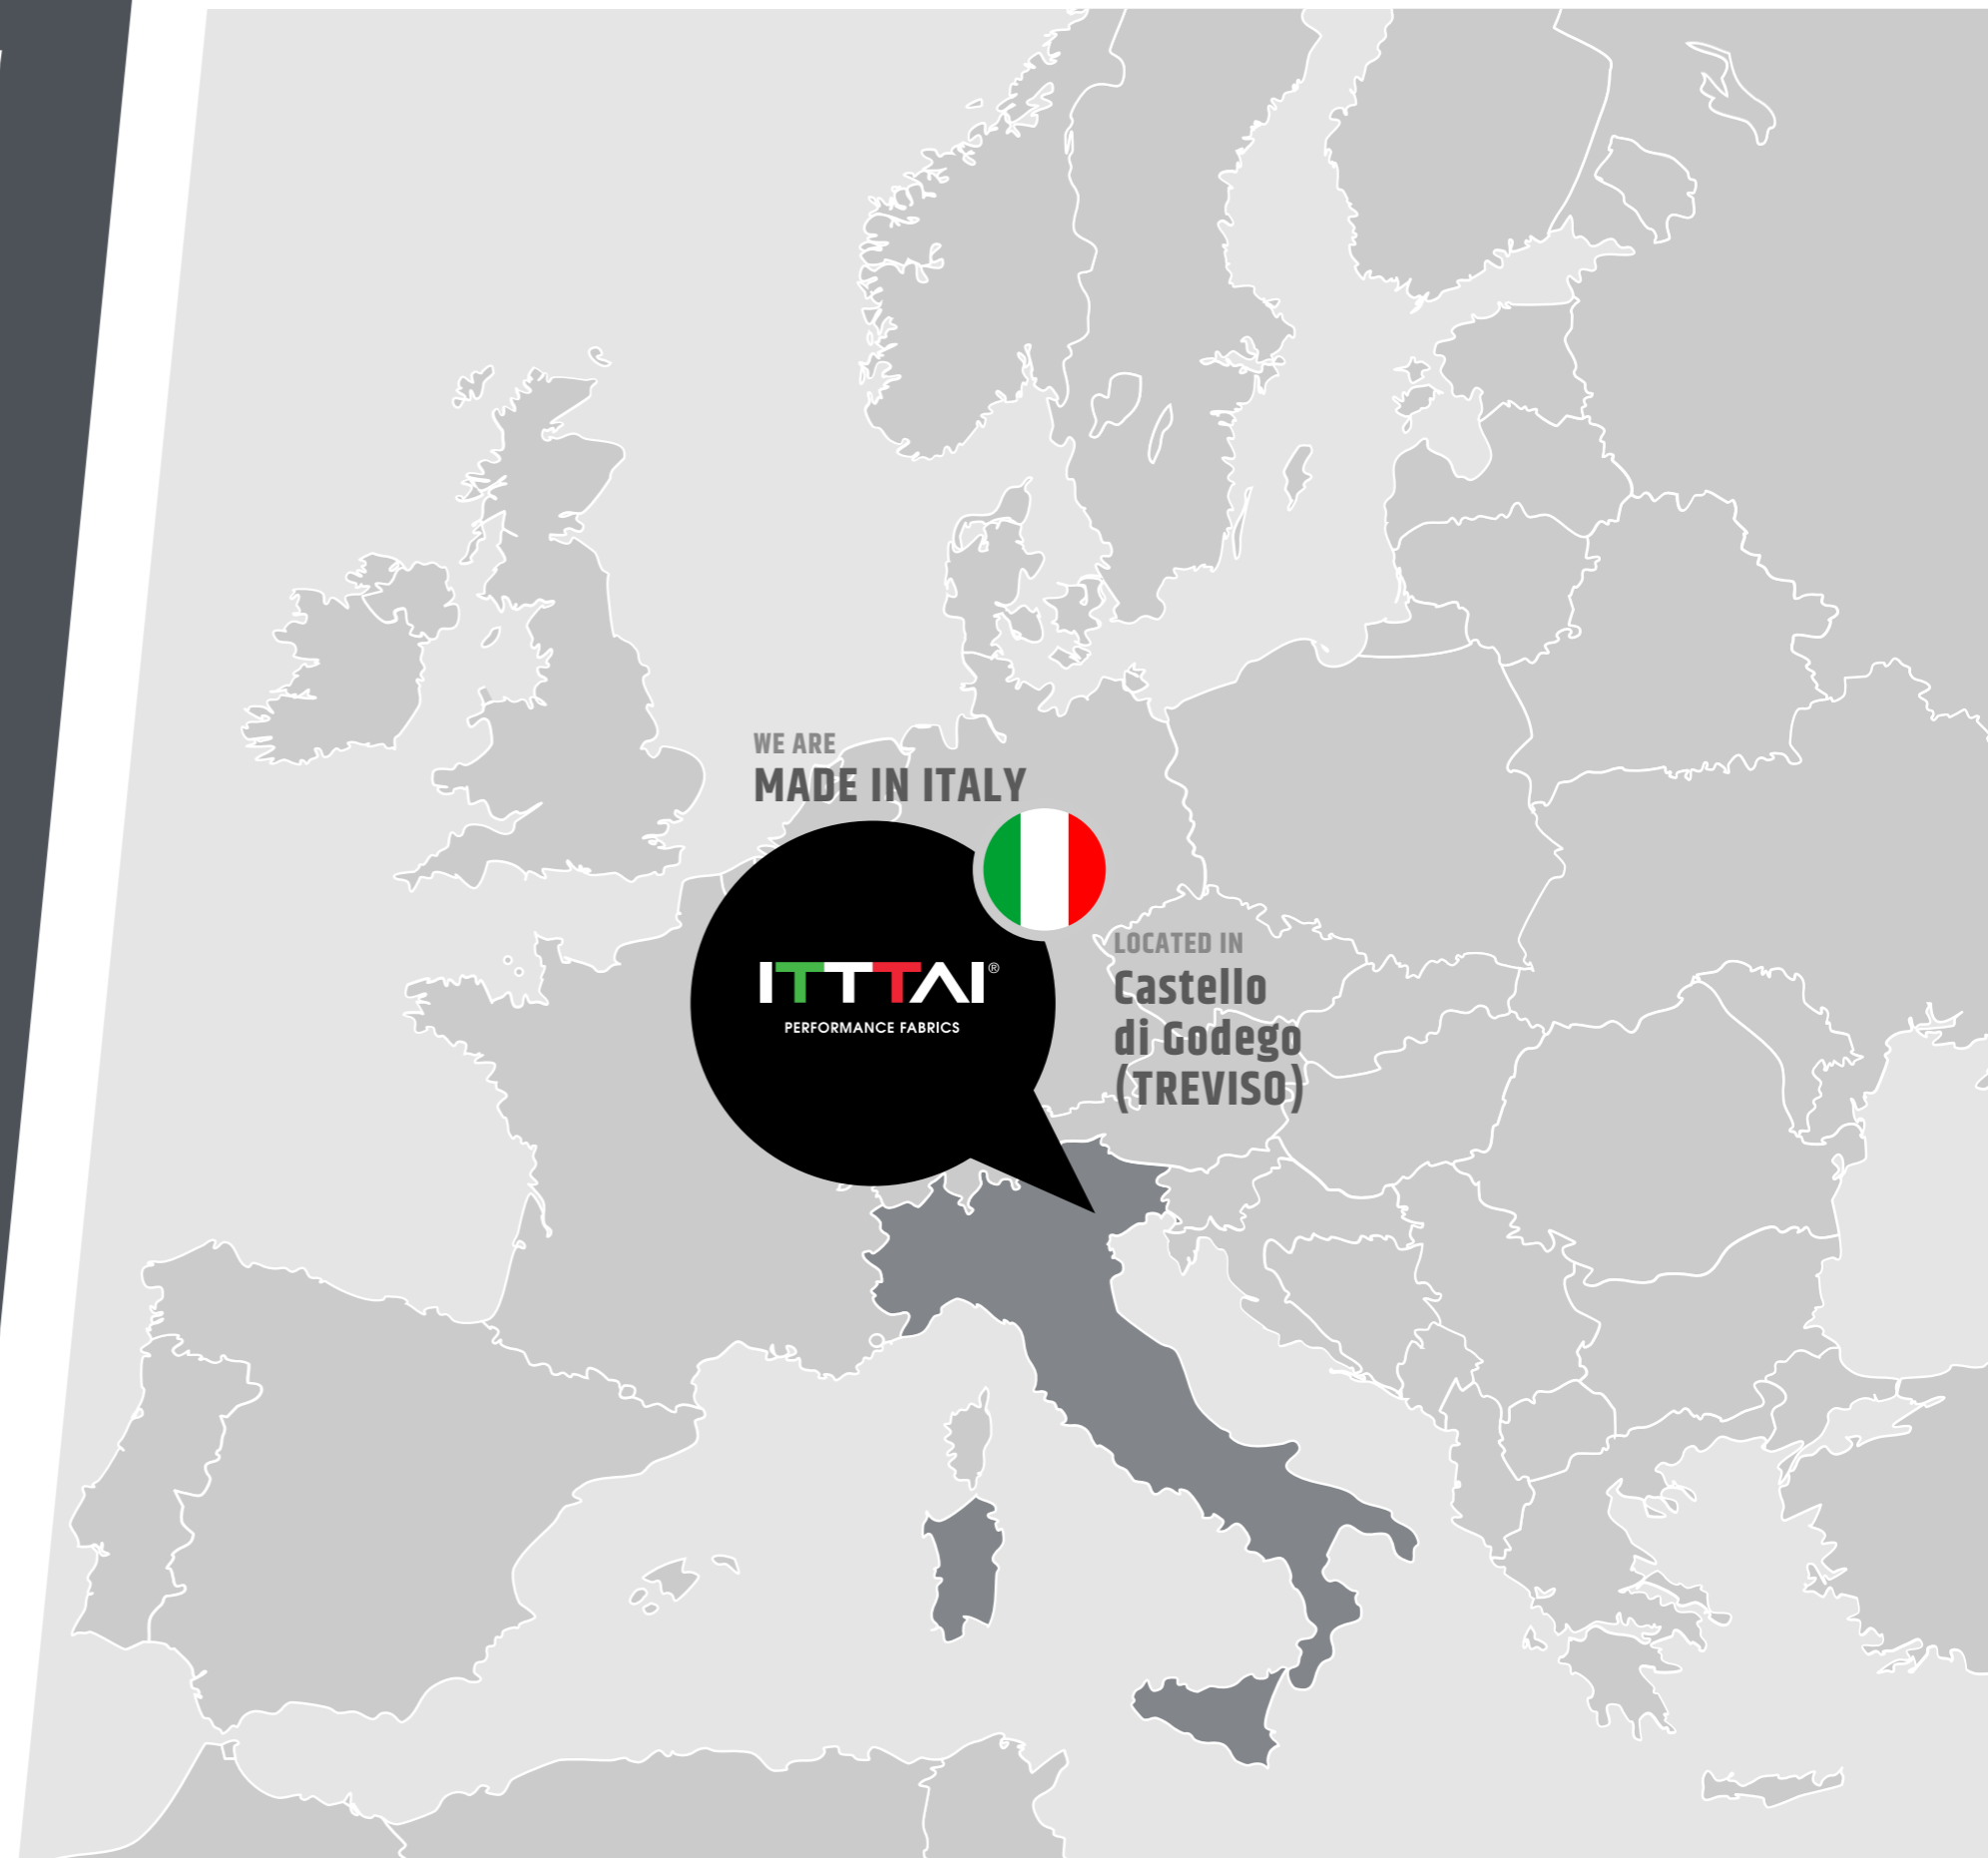 WE ARE
MADE IN ITALY
ITTTAI®
PERFORMANCE FABRICS
LOCATED IN
Castello
di Godego
(TREVISO)